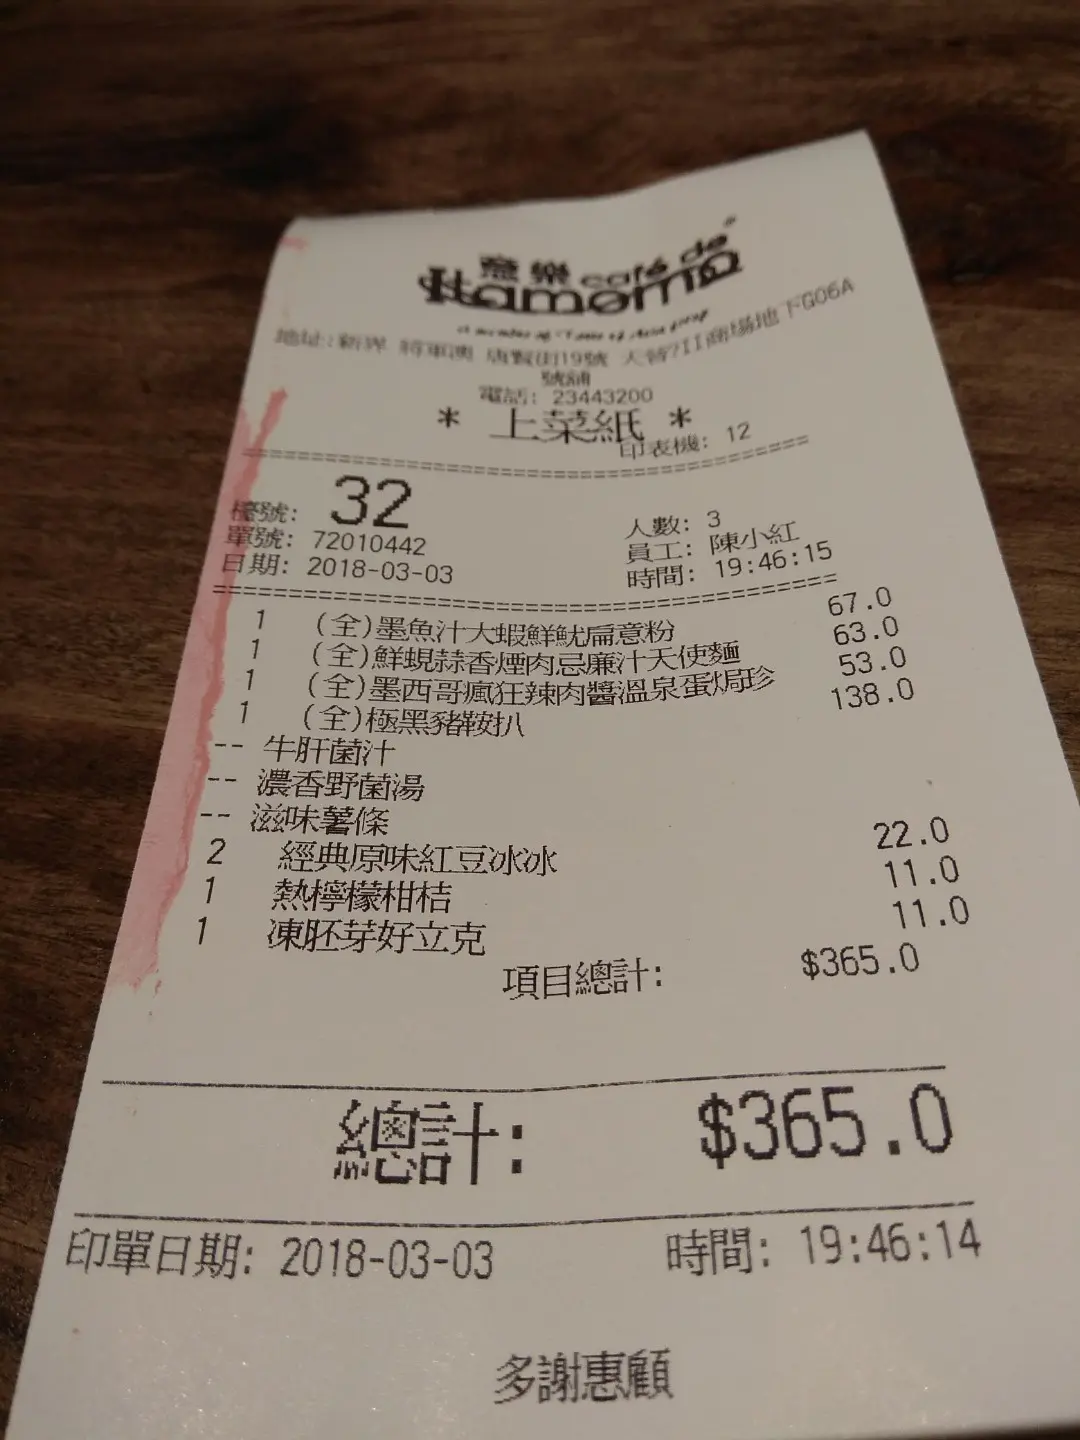 意樂 café de
Itamomo
地址:新界 將軍澳 唐賢街19號 天晉?II商場地下G06A
號舖
電話: 23443200
* 上菜紙 *
印表機: 12
檯號: 32
人數: 3
單號: 72010442
員工: 陳小紅
日期: 2018-03-03
時間: 19:46:15
1 (全)墨魚汁大蝦鮮魷扁意粉 67.0
1 (全)鮮蜆蒜香煙肉忌廉汁天使麵 63.0
1 (全)墨西哥瘋狂辣肉醬溫泉蛋焗珍 53.0
1 (全)極黑豬鞍扒 138.0
-- 牛肝菌汁
-- 濃香野菌湯
-- 滋味薯條
2 經典原味紅豆冰冰 22.0
1 熱檸檬柑桔 11.0
1 凍胚芽好立克 11.0
項目總計: $365.0
總計: $365.0
印單日期: 2018-03-03 時間: 19:46:14
多謝惠顧